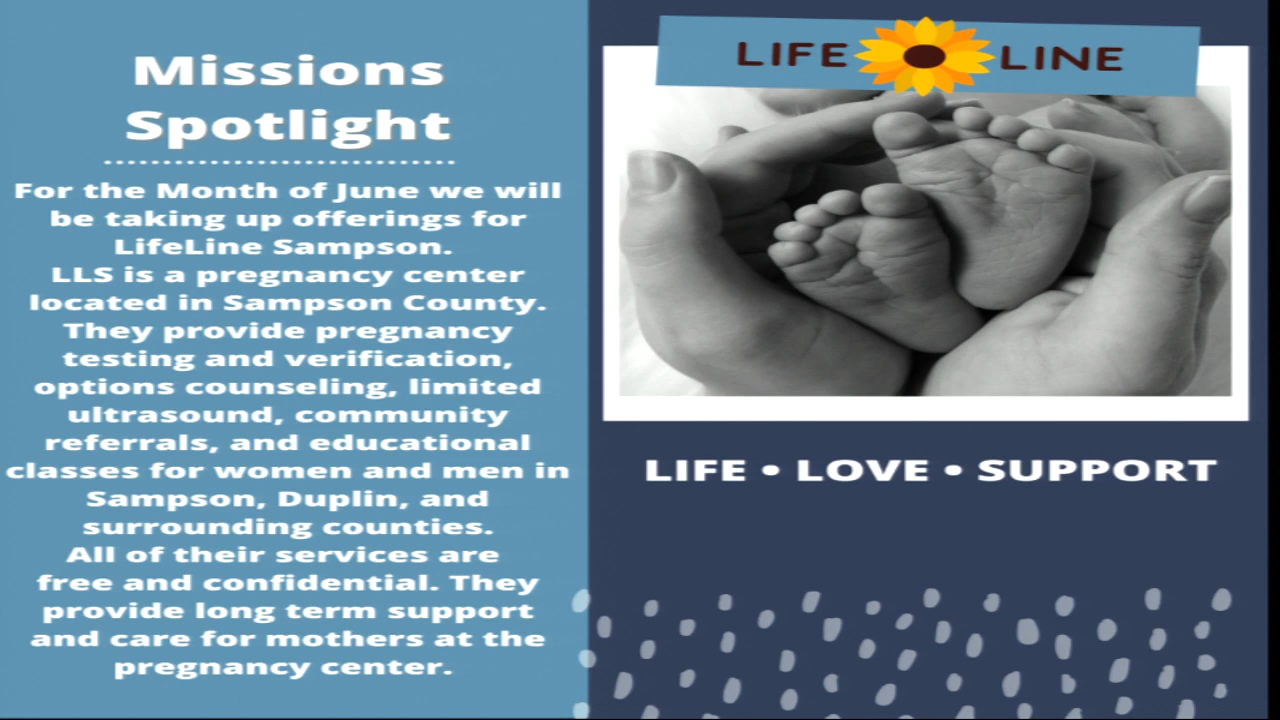 Missions
Spotlight
For the Month of June we will
be taking up offerings for
LifeLine Sampson.
LLS is a pregnancy center
located in Sampson County.
They provide pregnancy
testing and verification,
options counseling, limited
ultrasound, community
referrals, and educational
classes for women and men in
Sampson, Duplin, and
surrounding counties.
All of their services are
free and confidential. They
provide long term support
and care for mothers at the
pregnancy center.
LIFE LINE
LIFE • LOVE • SUPPORT